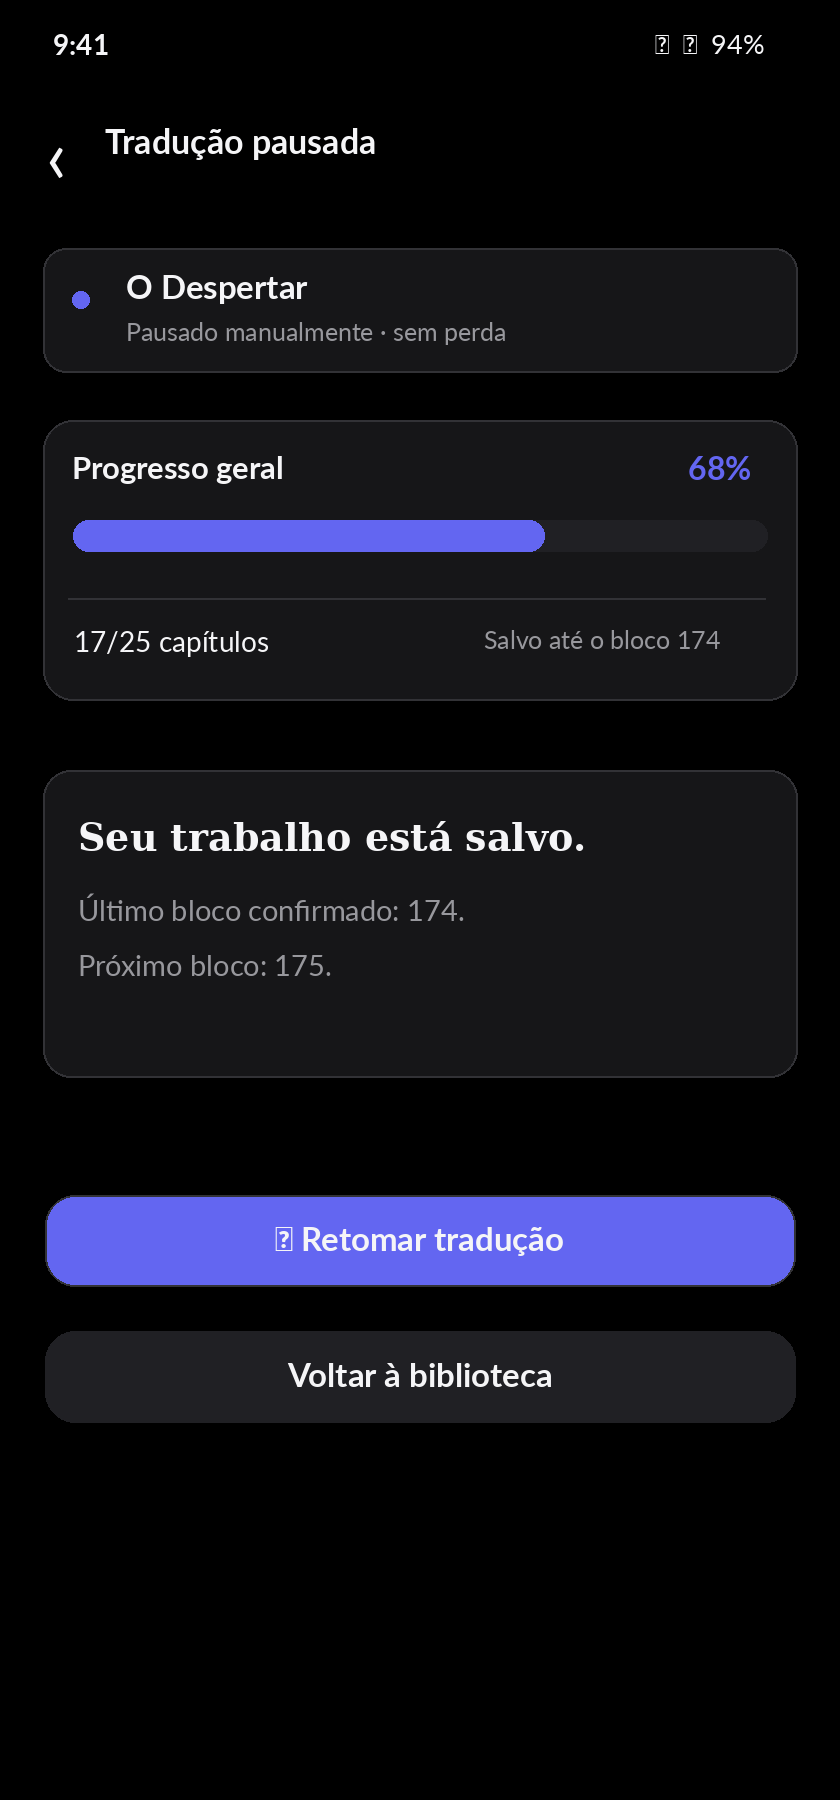 9:41 94%
Tradução pausada
O Despertar
Pausado manualmente · sem perda
Progresso geral 68%
17/25 capítulos Salvo até o bloco 174
Seu trabalho está salvo.
Último bloco confirmado: 174.
Próximo bloco: 175.
Retomar tradução
Voltar à biblioteca